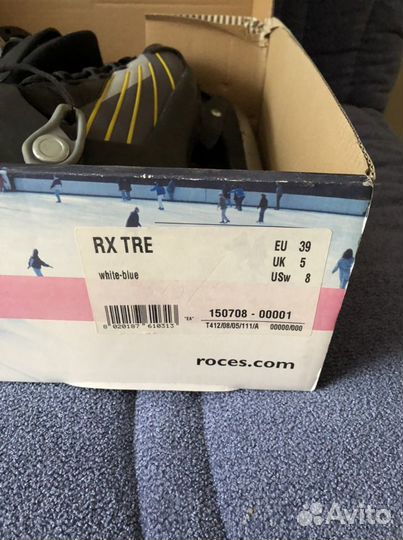 RX TRE
EU 39
UK 5
USw 8
white-blue
8 020187 610313
"EA"
150708 - 00001
T412/08/05/111/A 00000/000
roces.com
Avito